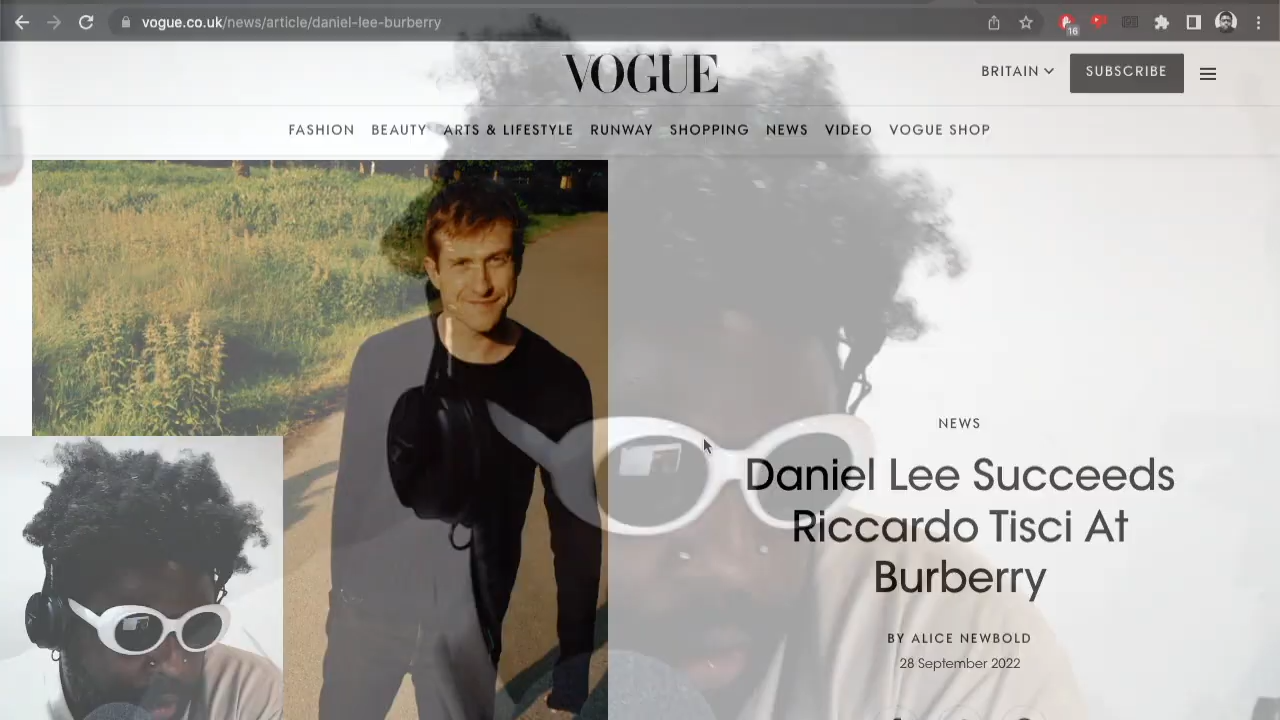 vogue.co.uk/news/article/daniel-lee-burberry
16
VOGUE
BRITAIN
SUBSCRIBE
FASHION BEAUTY ARTS & LIFESTYLE RUNWAY SHOPPING NEWS VIDEO VOGUE SHOP
NEWS
Daniel Lee Succeeds
Riccardo Tisci At
Burberry
BY ALICE NEWBOLD
28 September 2022